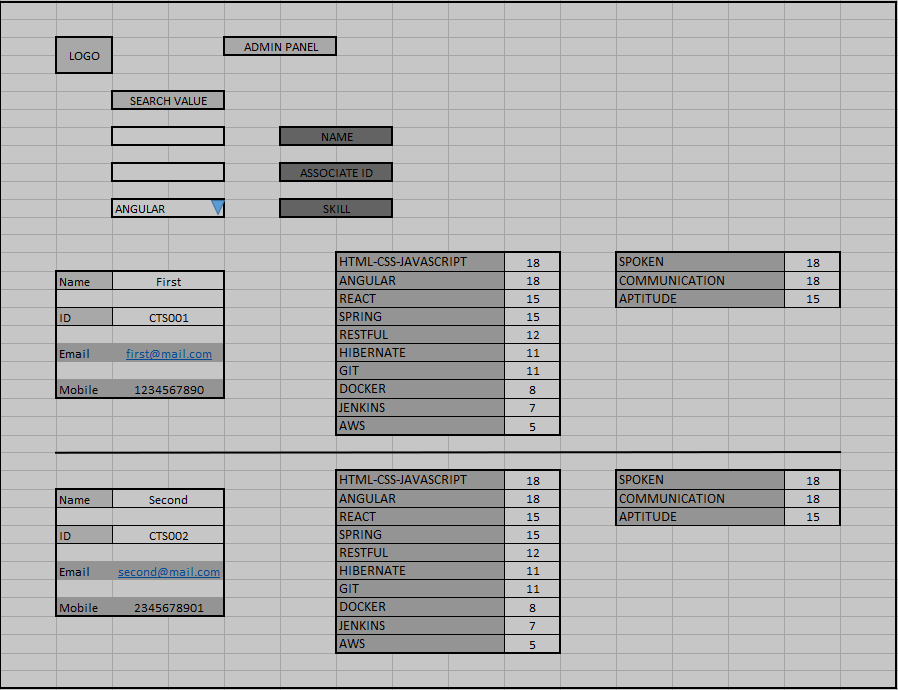 LOGO
ADMIN PANEL
SEARCH VALUE
NAME
ASSOCIATE ID
ANGULAR
SKILL
Name First
ID CTS001
Email first@mail.com
Mobile 1234567890
HTML-CSS-JAVASCRIPT 18
ANGULAR 18
REACT 15
SPRING 15
RESTFUL 12
HIBERNATE 11
GIT 11
DOCKER 8
JENKINS 7
AWS 5
SPOKEN 18
COMMUNICATION 18
APTITUDE 15
Name Second
ID CTS002
Email second@mail.com
Mobile 2345678901
HTML-CSS-JAVASCRIPT 18
ANGULAR 18
REACT 15
SPRING 15
RESTFUL 12
HIBERNATE 11
GIT 11
DOCKER 8
JENKINS 7
AWS 5
SPOKEN 18
COMMUNICATION 18
APTITUDE 15